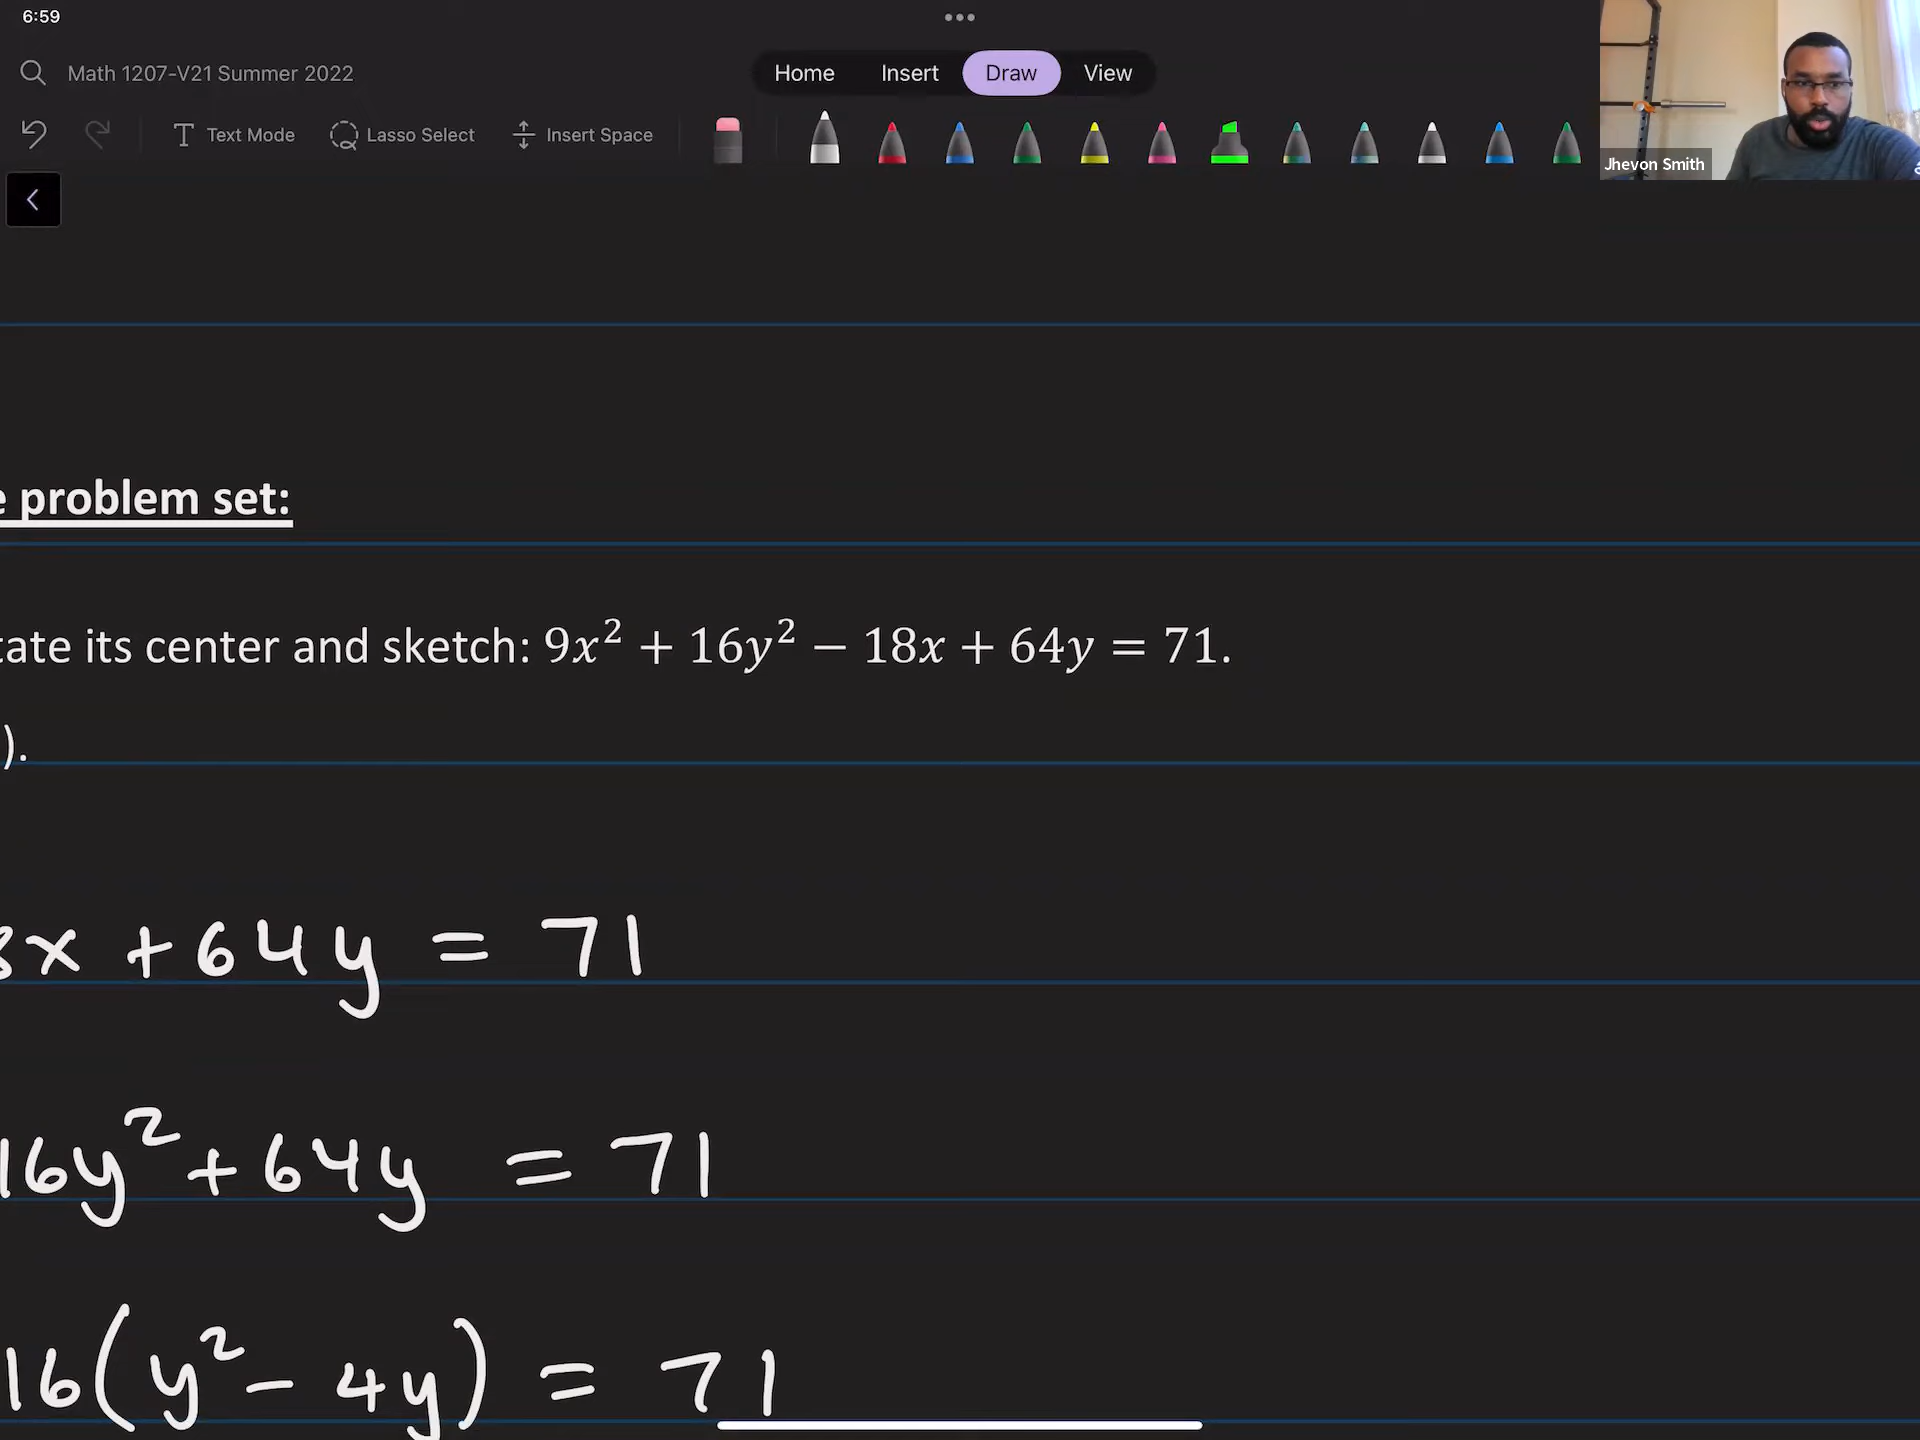 6:59
Math 1207-V21 Summer 2022
Home Insert Draw View
Text Mode Lasso Select Insert Space
Jhevon Smith
problem set:
its center and sketch: 9x² + 16y² − 18x + 64y = 71.
).
x + 64y = 71
16y² + 64y = 71
16(y² - 4y) = 71